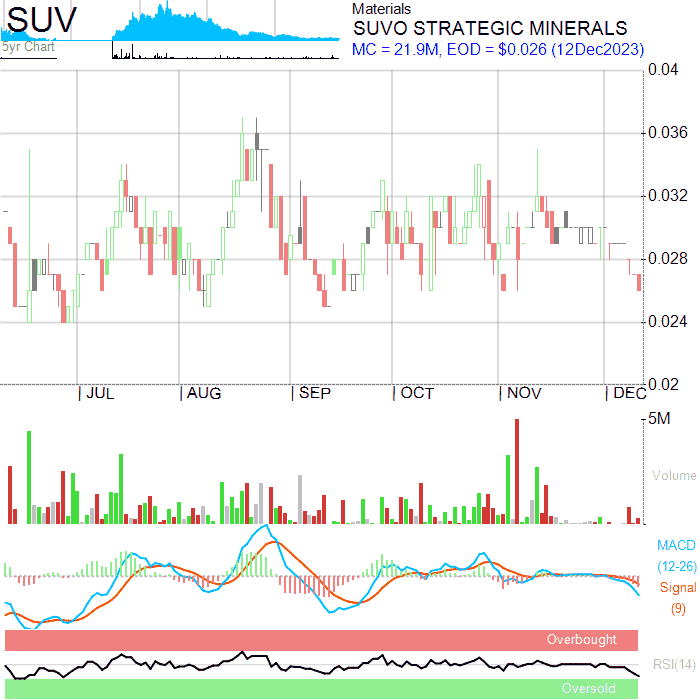 SUV
5yr Chart
Materials
SUVO STRATEGIC MINERALS
MC = 21.9M, EOD = $0.026 (12Dec2023)
0.04
0.036
0.032
0.028
0.024
0.02
JUL AUG SEP OCT NOV DEC
5M
Volume
MACD
(12-26)
Signal
(9)
Overbought
RSI(14)
Oversold